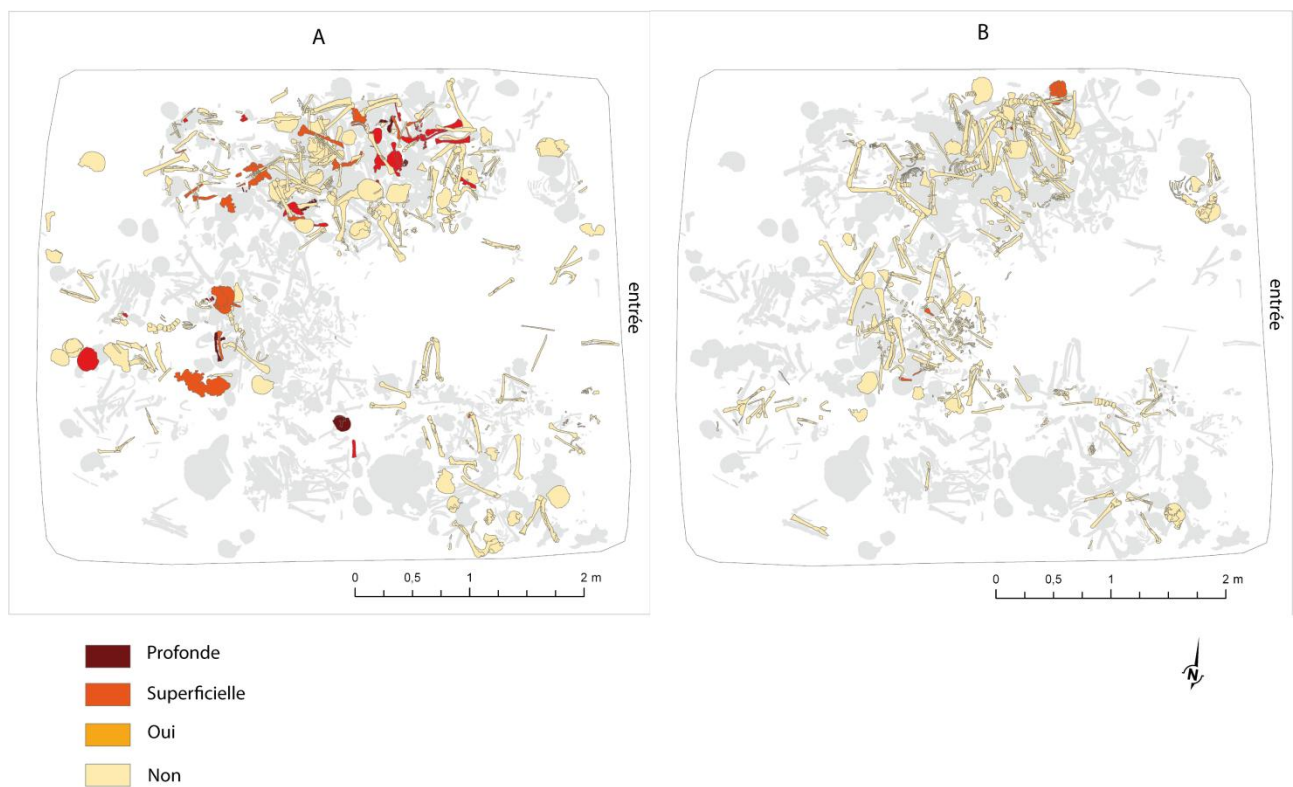 A
B
entrée
entrée
0 0,5 1 2 m
0 0,5 1 2 m
Profonde
Superficielle
Oui
Non
N